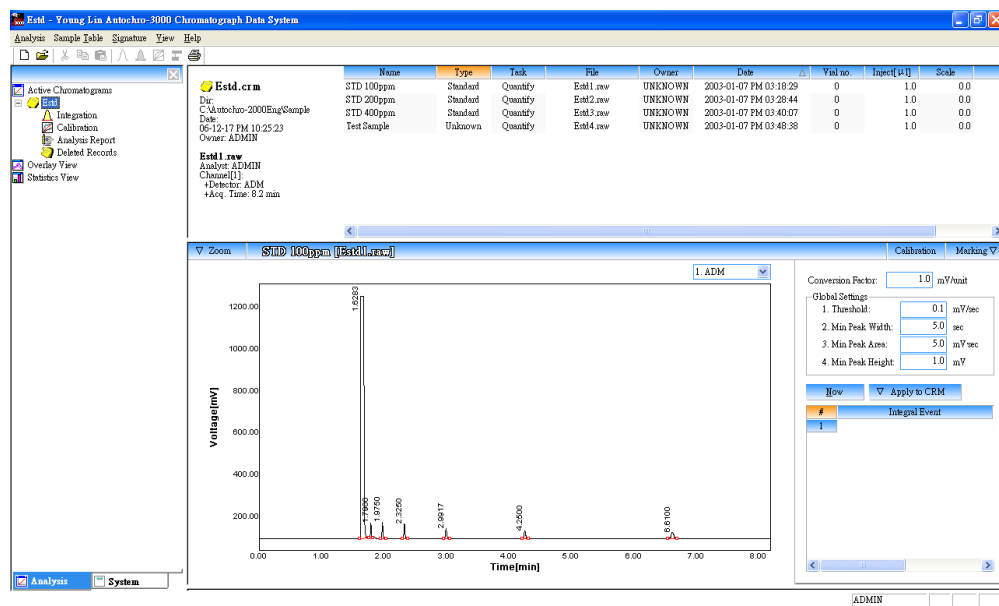 Estd - Young Lin Autochro-3000 Chromatograph Data System
Analysis Sample Table Signature View Help
Active Chromatograms
Estd
Integration
Calibration
Analysis Report
Deleted Records
Overlay View
Statistics View
Analysis System
Estd.crm
Dir:
C:\Autochro-2000Eng\Sample
Date:
06-12-17 PM 10:25:23
Owner: ADMIN
Estd1.raw
Analyst: ADMIN
Channel[1]:
+Detector: ADM
+Acq. Time: 8.2 min
Name Type Task File Owner Date Vial no. Inject[µl] Scale
STD 100ppm Standard Quantify Estd1.raw UNKNOWN 2003-01-07 PM 03:18:29 0 1.0 0.0
STD 200ppm Standard Quantify Estd2.raw UNKNOWN 2003-01-07 PM 03:28:44 0 1.0 0.0
STD 400ppm Standard Quantify Estd3.raw UNKNOWN 2003-01-07 PM 03:40:07 0 1.0 0.0
Test Sample Unknown Quantify Estd4.raw UNKNOWN 2003-01-07 PM 03:48:38 0 1.0 0.0
Zoom STD 100ppm [Estd1.raw] Calibration Marking
1. ADM
Voltage[mV]
1200.00
1000.00
800.00
600.00
400.00
200.00
1.6283
1.9750
2.3250
2.9917
4.2600
6.6100
0.00 1.00 2.00 3.00 4.00 5.00 6.00 7.00 8.00
Time[min]
Conversion Factor: 1.0 mV/unit
Global Settings
1. Threshold: 0.1 mV/sec
2. Min Peak Width: 5.0 sec
3. Min Peak Area: 5.0 mV sec
4. Min Peak Height: 1.0 mV
Now Apply to CRM
# Integral Event
1
ADMIN